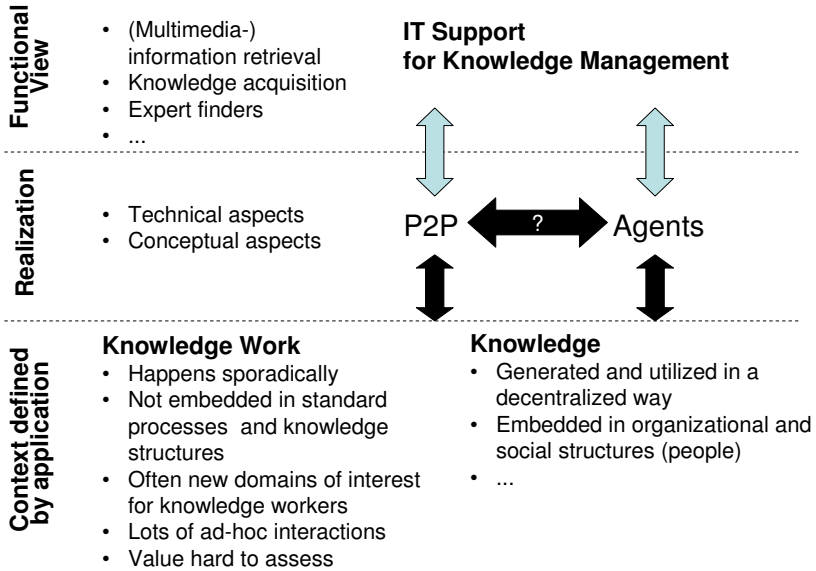 Functional
View
• (Multimedia-)
information retrieval
• Knowledge acquisition
• Expert finders
• ...
IT Support
for Knowledge Management
Realization
• Technical aspects
• Conceptual aspects
P2P
?
Agents
Context defined
by application
Knowledge Work
• Happens sporadically
• Not embedded in standard
processes and knowledge
structures
• Often new domains of interest
for knowledge workers
• Lots of ad-hoc interactions
• Value hard to assess
Knowledge
• Generated and utilized in a
decentralized way
• Embedded in organizational and
social structures (people)
• ...